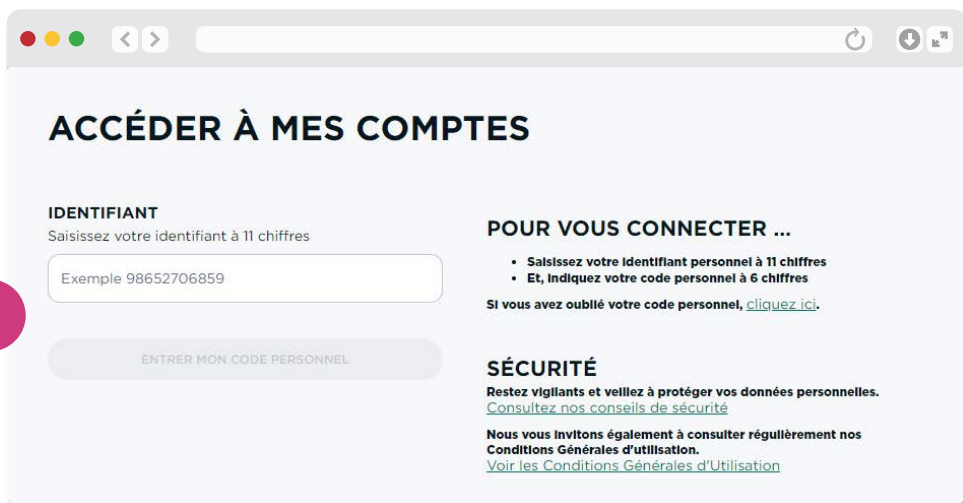 ACCÉDER À MES COMPTES
IDENTIFIANT
Saisissez votre identifiant à 11 chiffres
Exemple 98652706859
ENTRER MON CODE PERSONNEL
POUR VOUS CONNECTER ...
• Saisissez votre identifiant personnel à 11 chiffres
• Et, indiquez votre code personnel à 6 chiffres
Si vous avez oublié votre code personnel, cliquez ici.
SÉCURITÉ
Restez vigilants et veillez à protéger vos données personnelles.
Consultez nos conseils de sécurité
Nous vous invitons également à consulter régulièrement nos
Conditions Générales d'utilisation.
Voir les Conditions Générales d'Utilisation